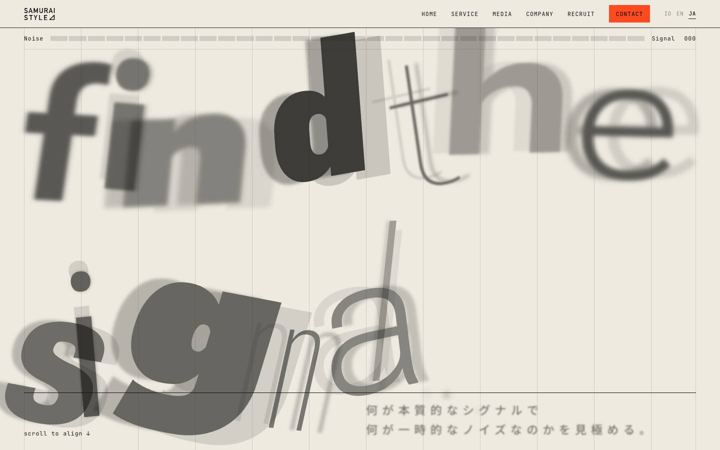 SAMURAI
STYLE
HOME SERVICE MEDIA COMPANY RECRUIT CONTACT ID EN JA
Noise Signal 000
find the
signal
何が本質的なシグナルで
何が一時的なノイズなのかを見極める。
scroll to align ↓